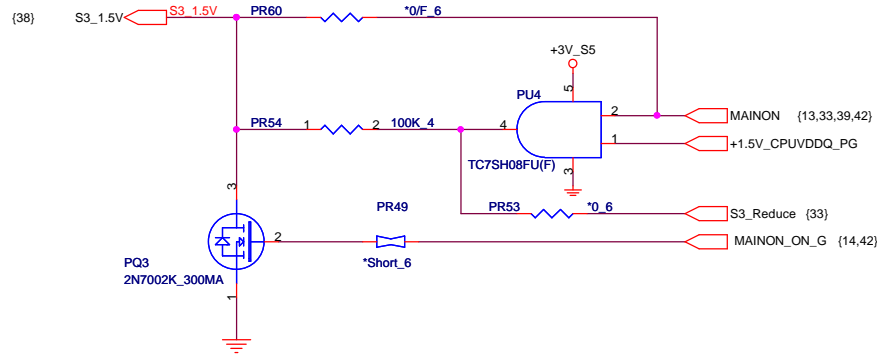 {38} S3_1.5V S3_1.5V PR60 *0/F_6
+3V_S5
PU4
5
2 MAINON {13,33,39,42}
PR54 1 2 100K_4 4
1 +1.5V_CPUVDDQ_PG
TC7SH08FU(F) 3
3 PR49 PR53 *0_6 S3_Reduce {33}
2 MAINON_ON_G {14,42}
PQ3 *Short_6
2N7002K_300MA
1